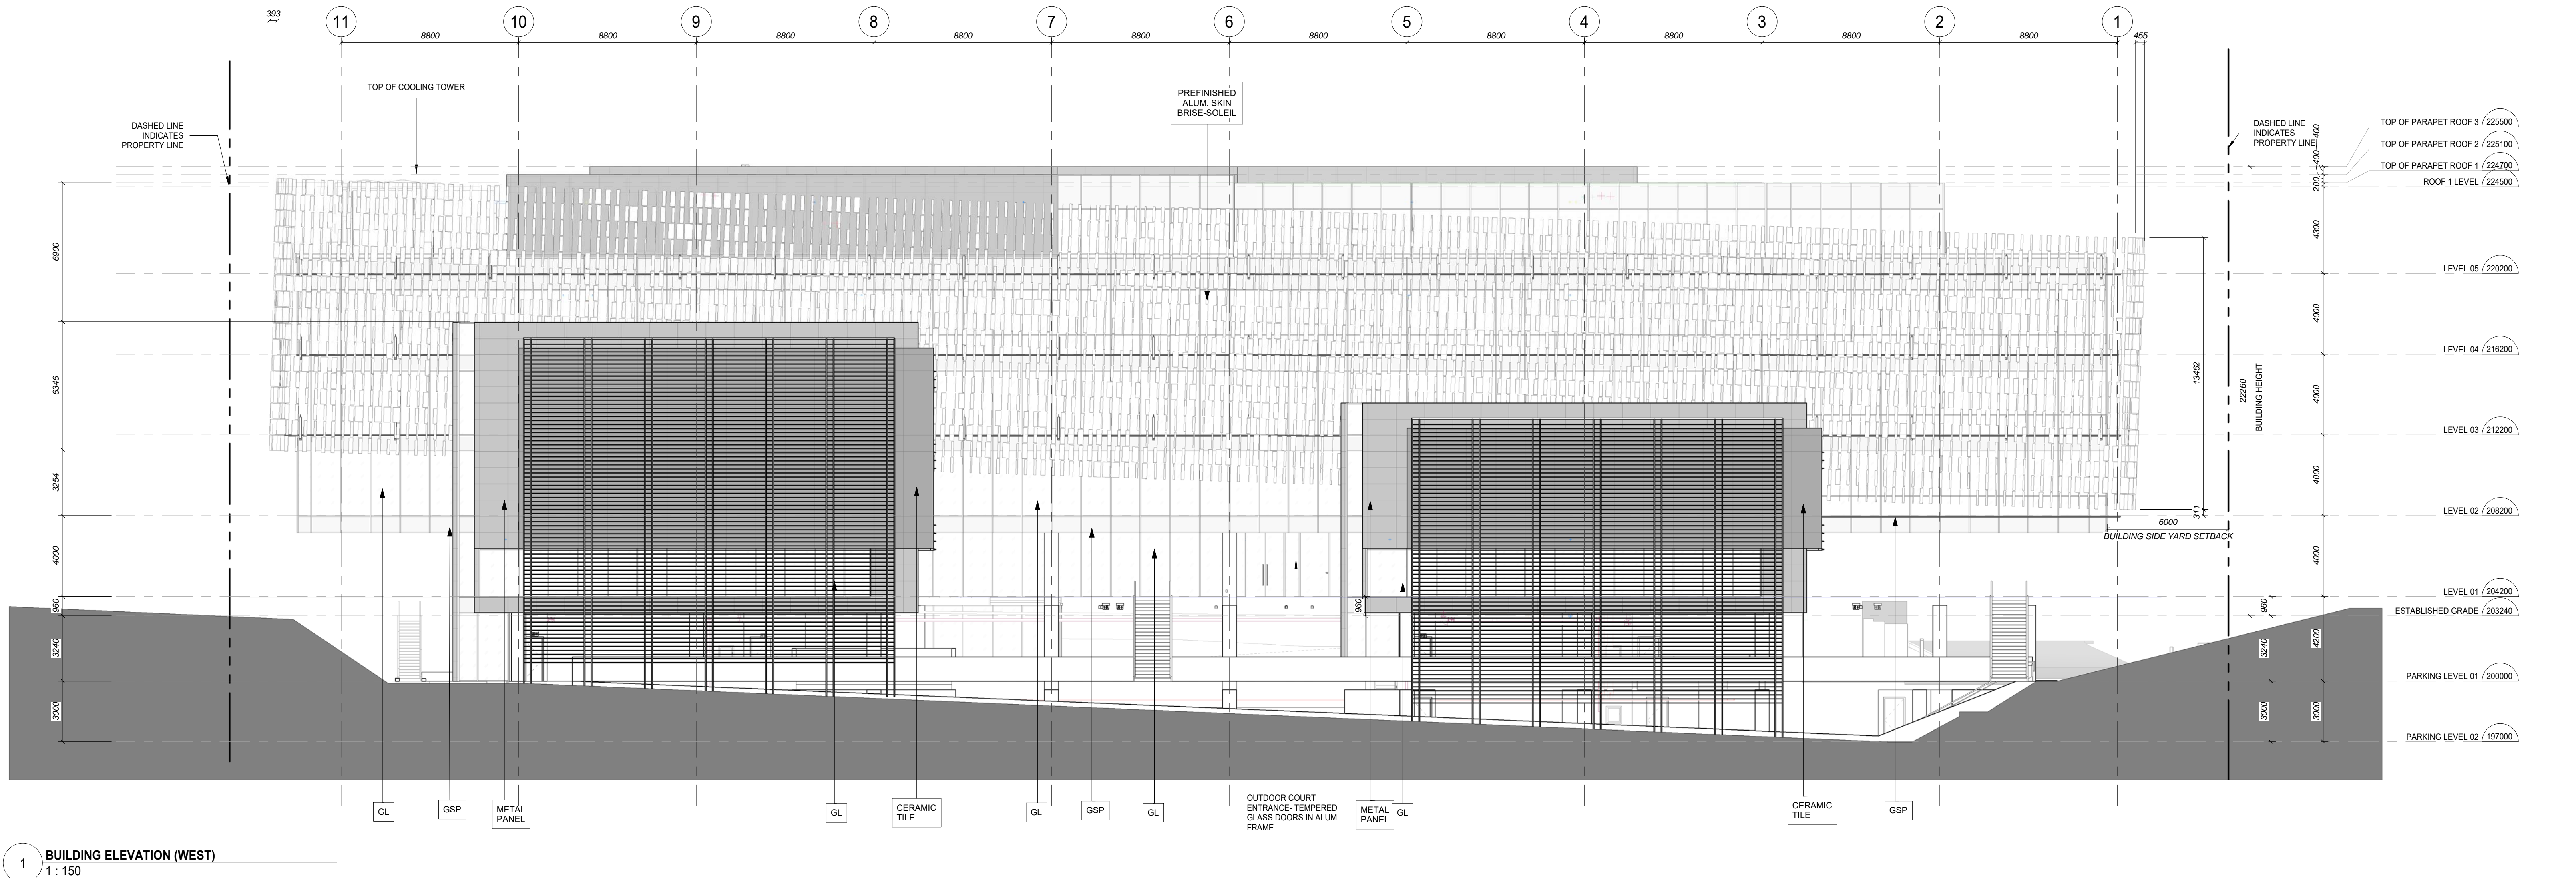 393
11
10
9
8
7
6
5
4
3
2
1
8800
8800
8800
8800
8800
8800
8800
8800
8800
8800
455
TOP OF COOLING TOWER
PREFINISHED
ALUM. SKIN
BRISE-SOLEIL
DASHED LINE
INDICATES
PROPERTY LINE
DASHED LINE
INDICATES
PROPERTY LINE
TOP OF PARAPET ROOF 3 225500
TOP OF PARAPET ROOF 2 225100
TOP OF PARAPET ROOF 1 224700
ROOF 1 LEVEL 224500
LEVEL 05 220200
LEVEL 04 216200
LEVEL 03 212200
LEVEL 02 208200
LEVEL 01 204200
ESTABLISHED GRADE 203240
PARKING LEVEL 01 200000
PARKING LEVEL 02 197000
6900
6346
3254
4000
960
3240
3000
400
400
200
4300
4000
4000
4000
4000
4200
3000
960
3240
3000
22260
BUILDING HEIGHT
13462
311
6000
BUILDING SIDE YARD SETBACK
960
GL
GSP
METAL
PANEL
GL
CERAMIC
TILE
GL
GSP
GL
OUTDOOR COURT
ENTRANCE- TEMPERED
GLASS DOORS IN ALUM.
FRAME
METAL
PANEL
GL
CERAMIC
TILE
GSP
1
BUILDING ELEVATION (WEST)
1 : 150